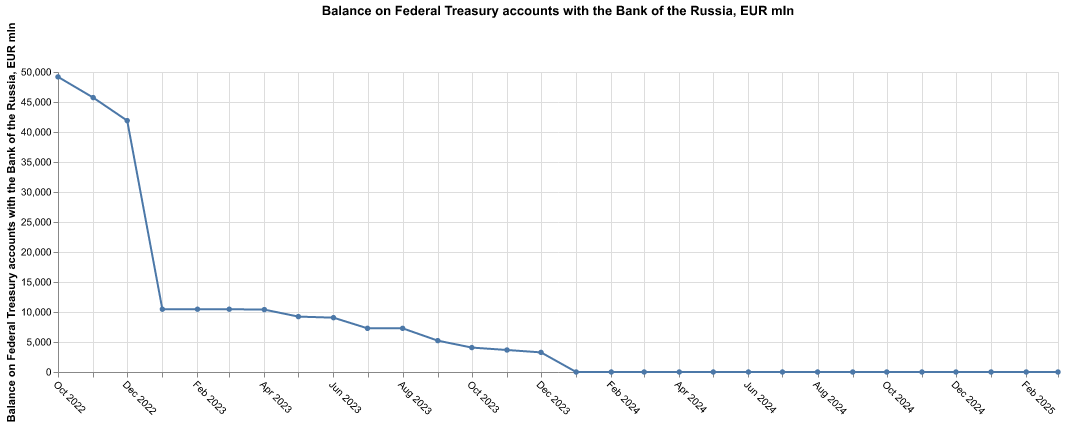 Balance on Federal Treasury accounts with the Bank of the Russia, EUR mln
Balance on Federal Treasury accounts with the Bank of the Russia, EUR mln
50,000
45,000
40,000
35,000
30,000
25,000
20,000
15,000
10,000
5,000
0
Oct 2022
Dec 2022
Feb 2023
Apr 2023
Jun 2023
Aug 2023
Oct 2023
Dec 2023
Feb 2024
Apr 2024
Jun 2024
Aug 2024
Oct 2024
Dec 2024
Feb 2025